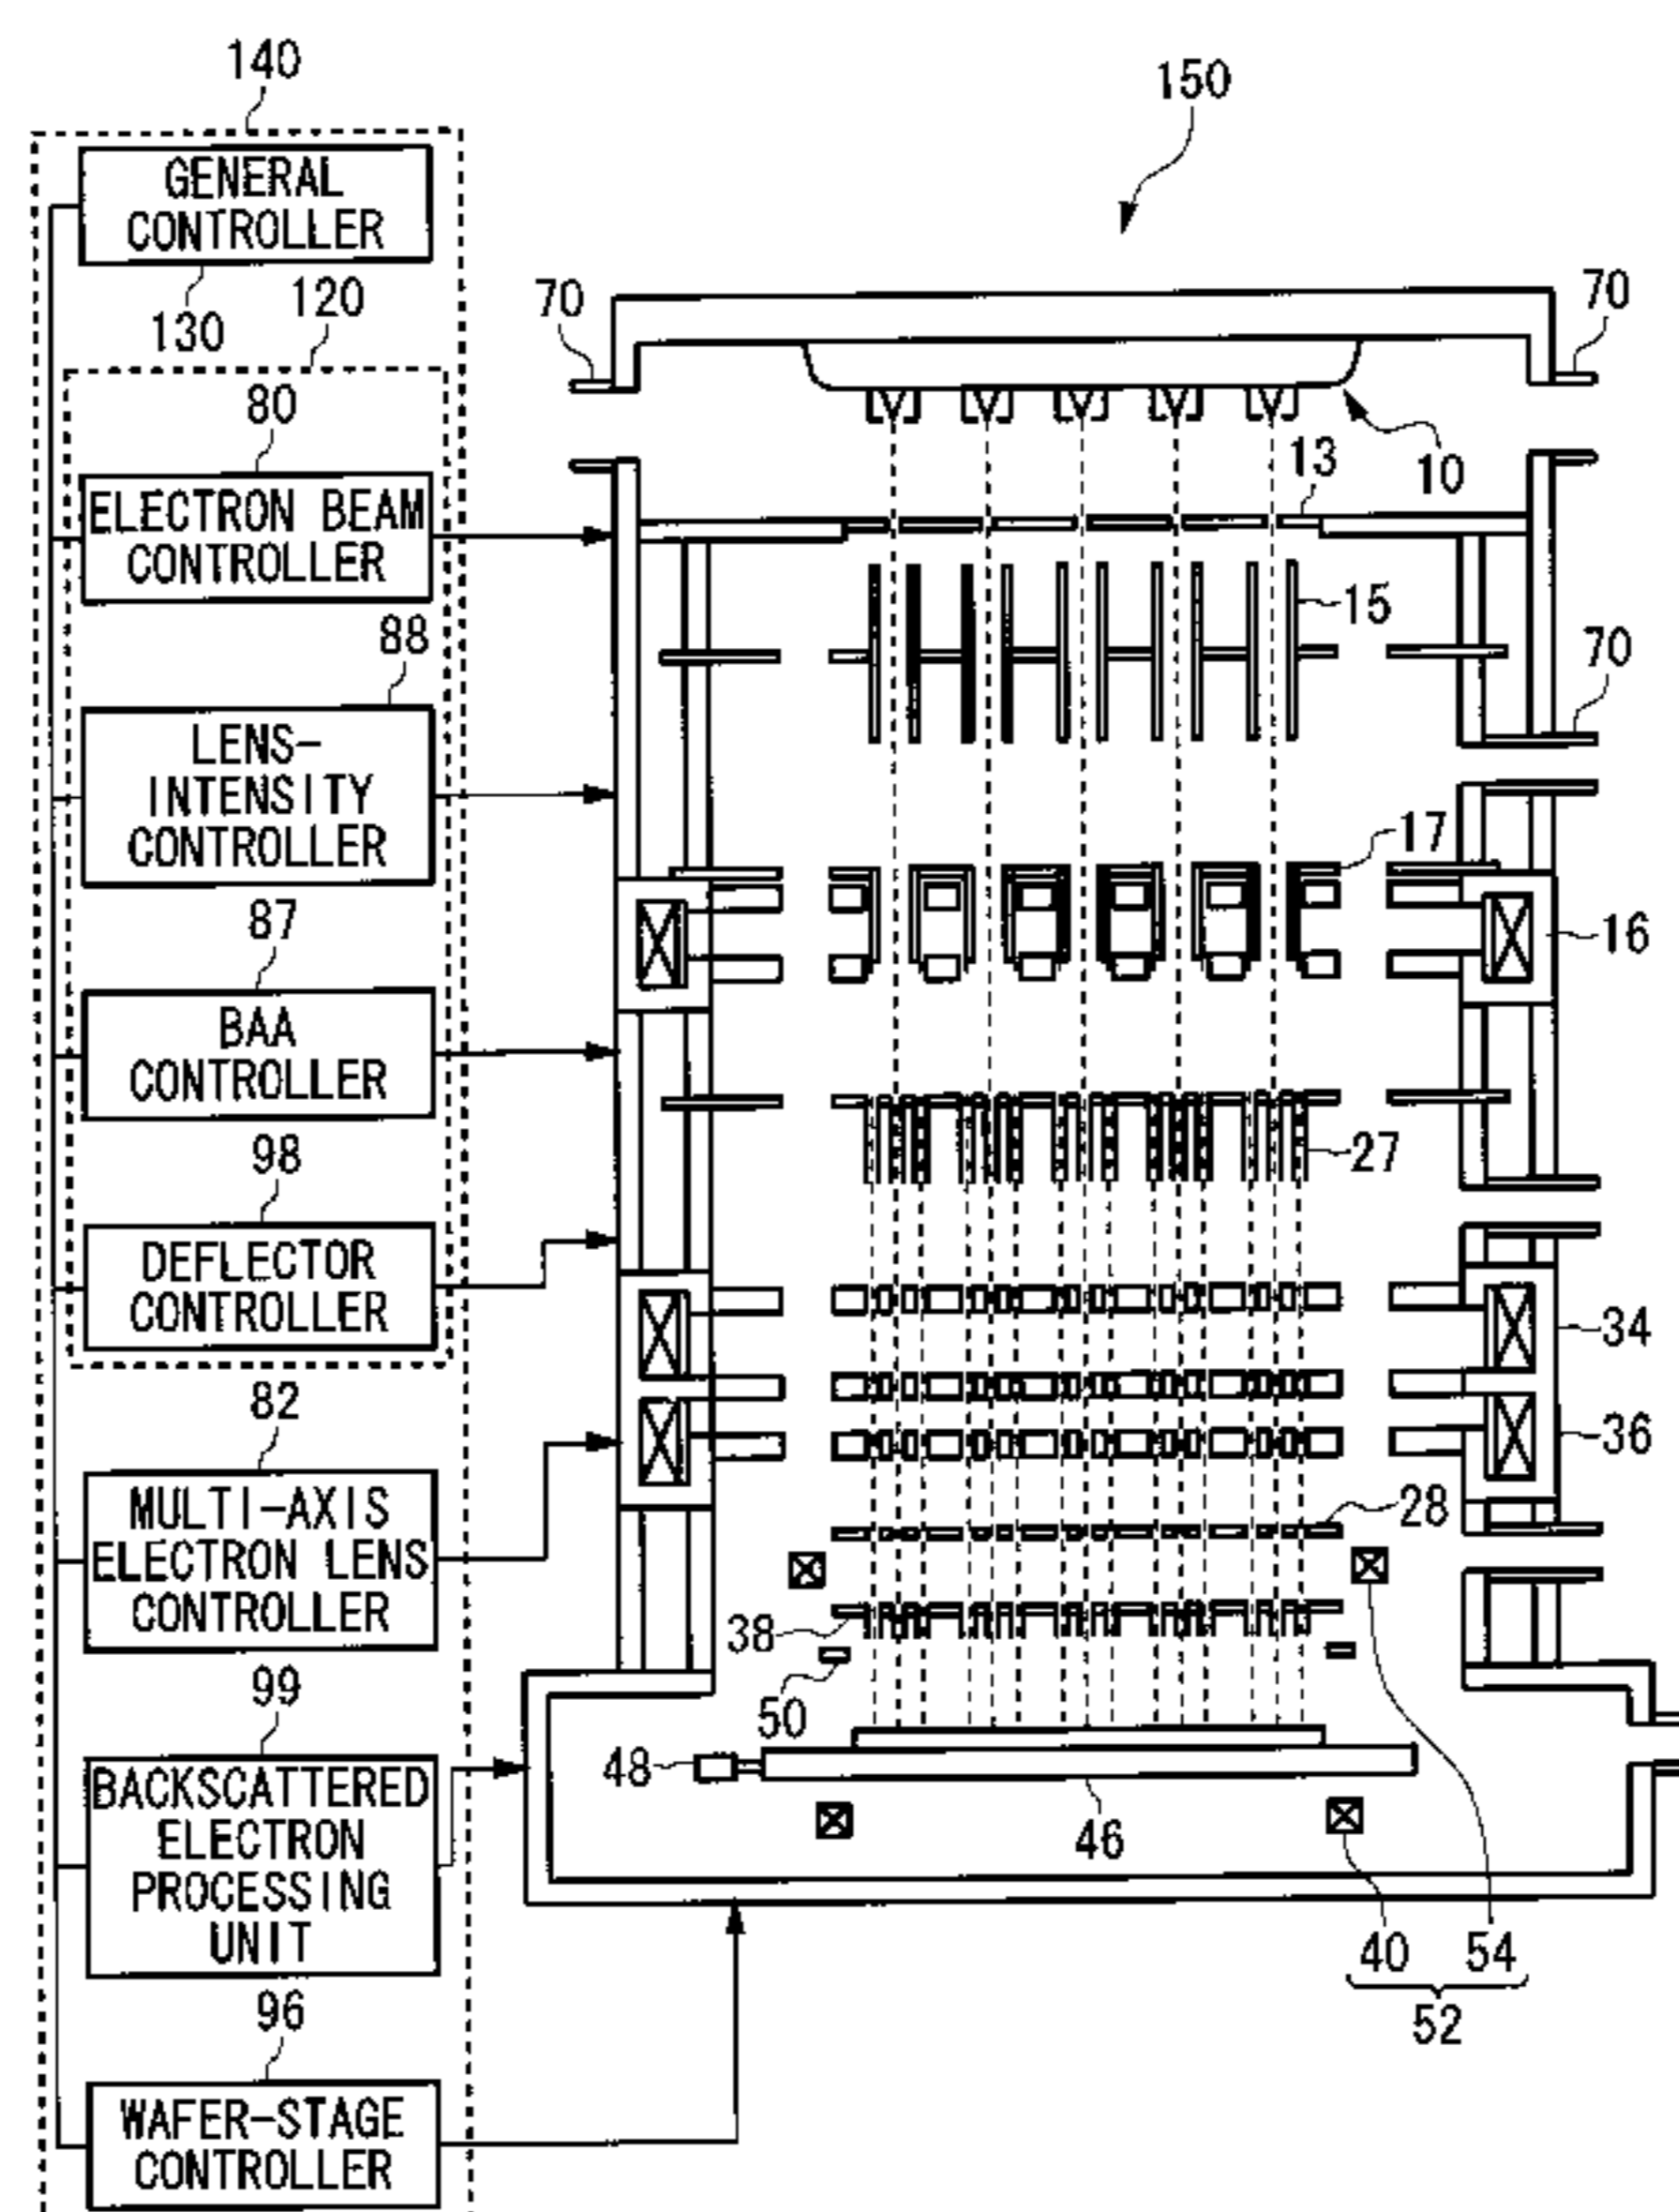 140
GENERAL
CONTROLLER
130
120
80
ELECTRON BEAM
CONTROLLER
88
LENS-
INTENSITY
CONTROLLER
87
BAA
CONTROLLER
98
DEFLECTOR
CONTROLLER
82
MULTI-AXIS
ELECTRON LENS
CONTROLLER
99
BACKSCATTERED
ELECTRON
PROCESSING
UNIT
96
WAFER-STAGE
CONTROLLER
150
70
70
10
13
15
70
17
16
27
34
36
28
38
50
48
46
40
54
52